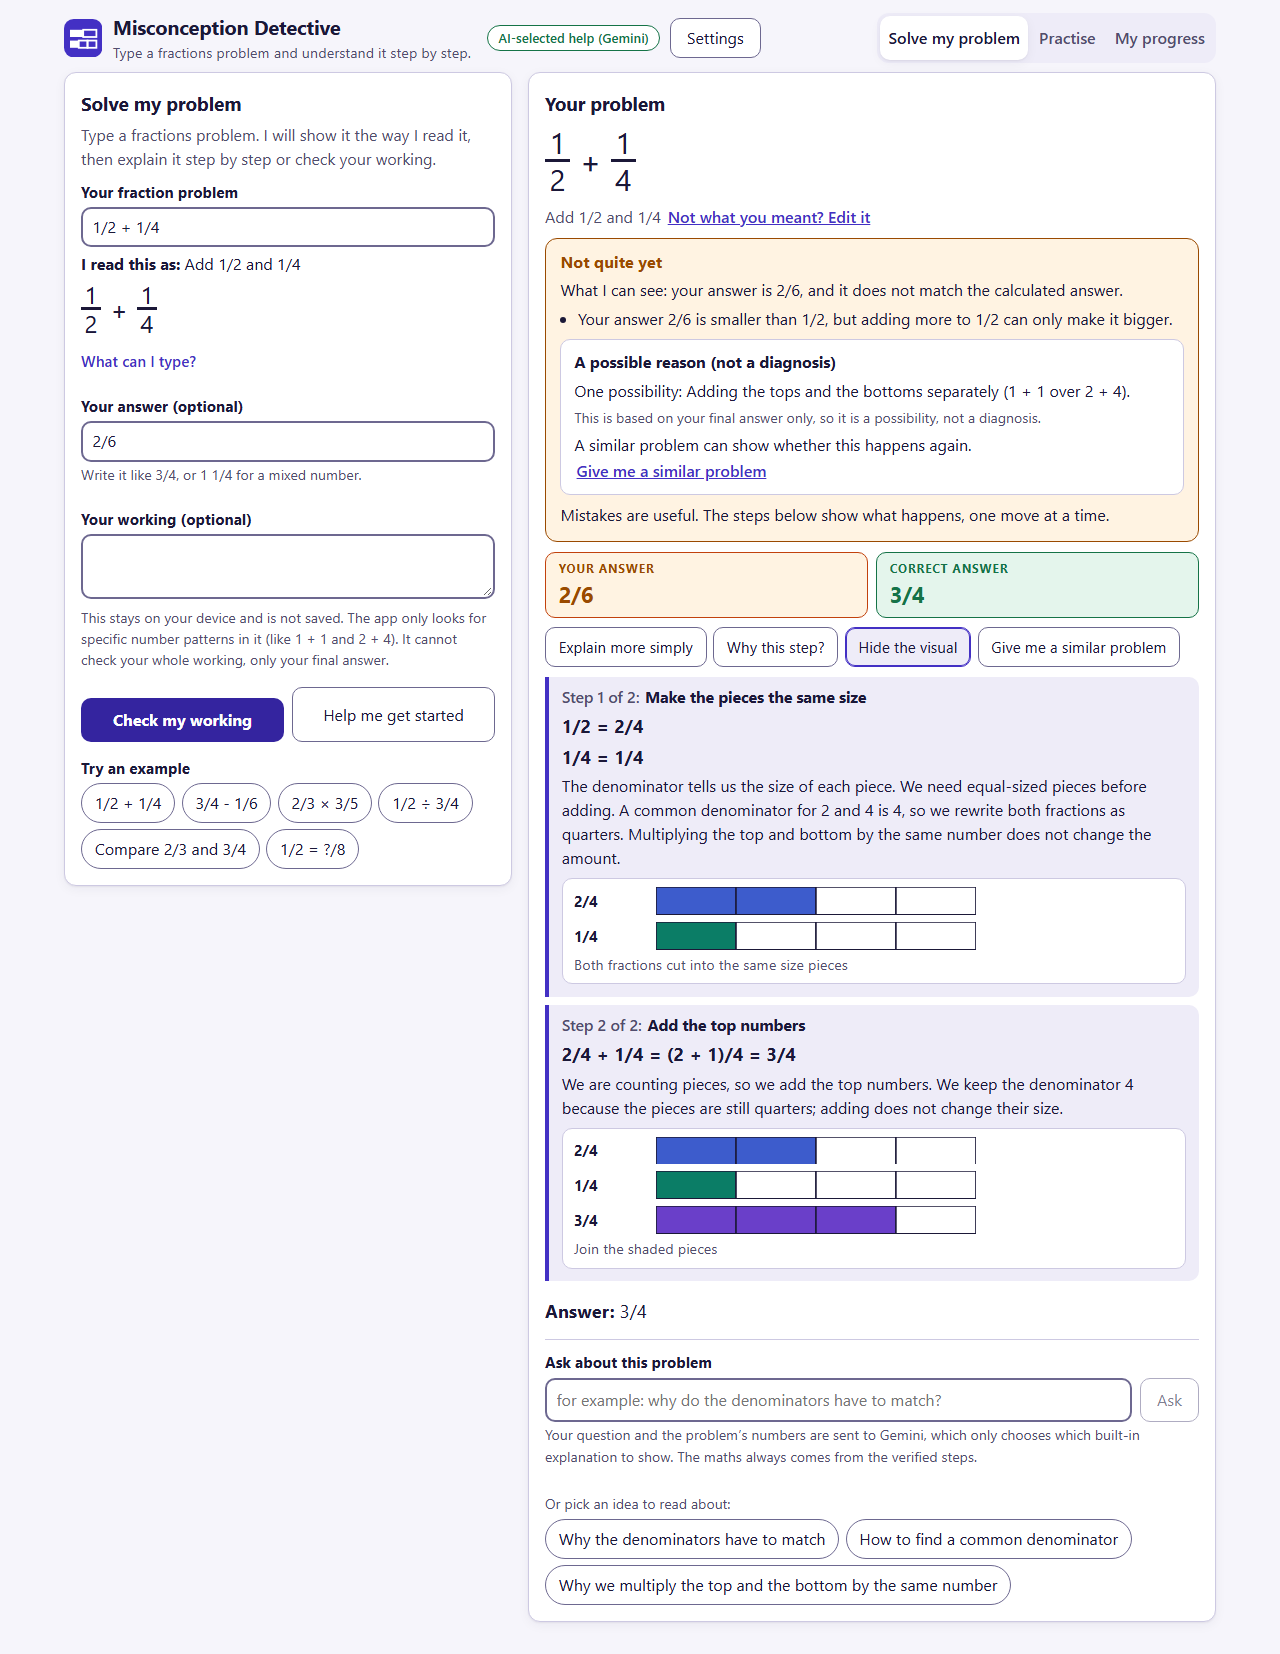 Misconception Detective
Type a fractions problem and understand it step by step.
AI-selected help (Gemini)
Settings
Solve my problem
Practise
My progress
Solve my problem
Type a fractions problem. I will show it the way I read it,
then explain it step by step or check your working.
Your fraction problem
1/2 + 1/4
I read this as: Add 1/2 and 1/4
1/2 + 1/4
What can I type?
Your answer (optional)
2/6
Write it like 3/4, or 1 1/4 for a mixed number.
Your working (optional)
This stays on your device and is not saved. The app only looks for
specific number patterns in it (like 1 + 1 and 2 + 4). It cannot
check your whole working, only your final answer.
Check my working
Help me get started
Try an example
1/2 + 1/4
3/4 - 1/6
2/3 × 3/5
1/2 ÷ 3/4
Compare 2/3 and 3/4
1/2 = ?/8
Your problem
1/2 + 1/4
Add 1/2 and 1/4 Not what you meant? Edit it
Not quite yet
What I can see: your answer is 2/6, and it does not match the calculated answer.
• Your answer 2/6 is smaller than 1/2, but adding more to 1/2 can only make it bigger.
A possible reason (not a diagnosis)
One possibility: Adding the tops and the bottoms separately (1 + 1 over 2 + 4).
This is based on your final answer only, so it is a possibility, not a diagnosis.
A similar problem can show whether this happens again.
Give me a similar problem
Mistakes are useful. The steps below show what happens, one move at a time.
YOUR ANSWER
2/6
CORRECT ANSWER
3/4
Explain more simply
Why this step?
Hide the visual
Give me a similar problem
Step 1 of 2: Make the pieces the same size
1/2 = 2/4
1/4 = 1/4
The denominator tells us the size of each piece. We need equal-sized pieces before
adding. A common denominator for 2 and 4 is 4, so we rewrite both fractions as
quarters. Multiplying the top and bottom by the same number does not change the
amount.
2/4
1/4
Both fractions cut into the same size pieces
Step 2 of 2: Add the top numbers
2/4 + 1/4 = (2 + 1)/4 = 3/4
We are counting pieces, so we add the top numbers. We keep the denominator 4
because the pieces are still quarters; adding does not change their size.
2/4
1/4
3/4
Join the shaded pieces
Answer: 3/4
Ask about this problem
for example: why do the denominators have to match?
Ask
Your question and the problem's numbers are sent to Gemini, which only chooses which built-in
explanation to show. The maths always comes from the verified steps.
Or pick an idea to read about:
Why the denominators have to match
How to find a common denominator
Why we multiply the top and the bottom by the same number